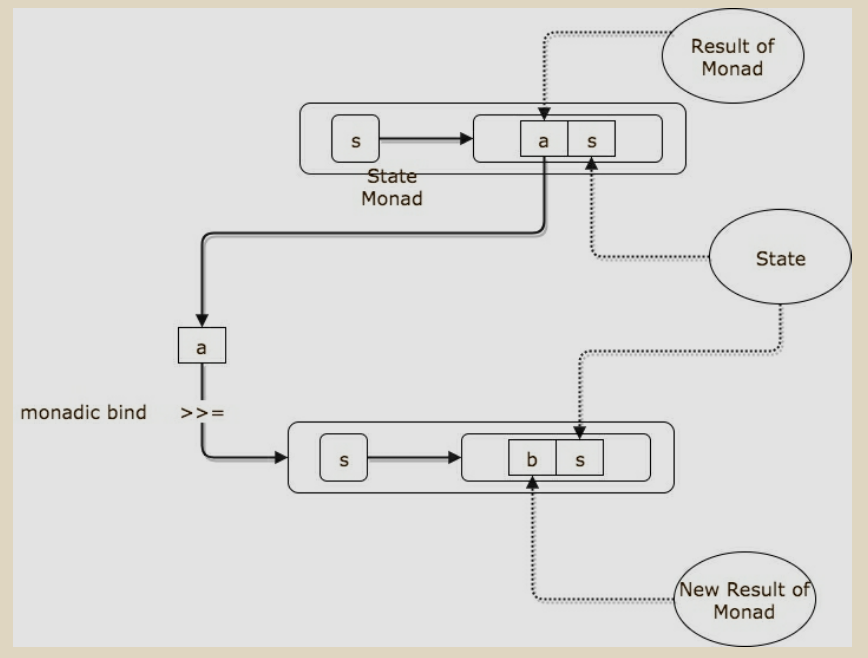 Result of
Monad
s
a
s
State
Monad
State
a
monadic bind >>=
s
b
s
New Result of
Monad